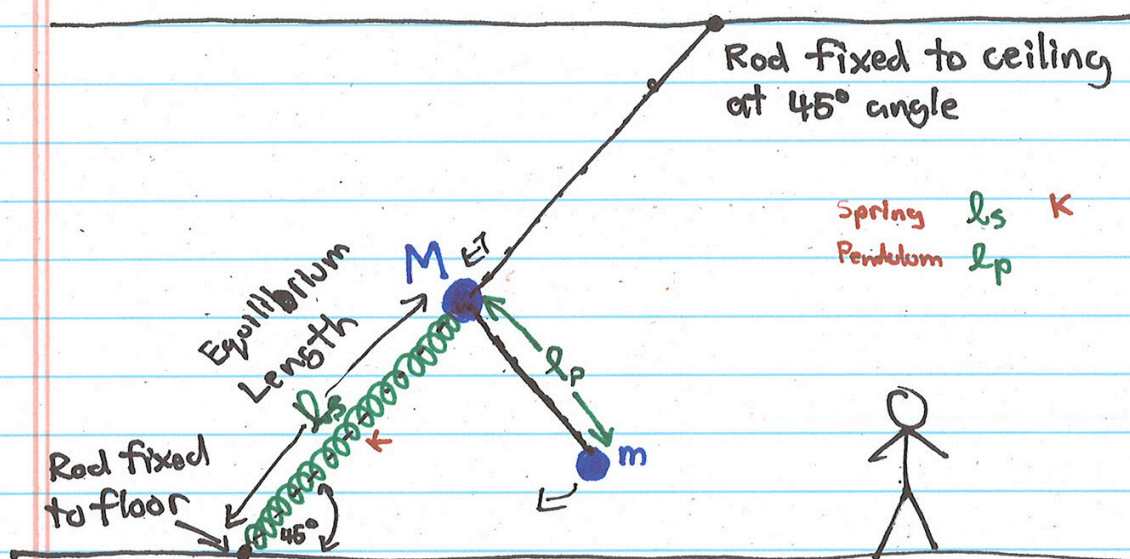 Rod fixed to ceiling
at 45° angle
Spring ls K
Pendulum lp
M
Equilibrium
Length
ls
K
lp
m
Rod fixed
to floor
45°